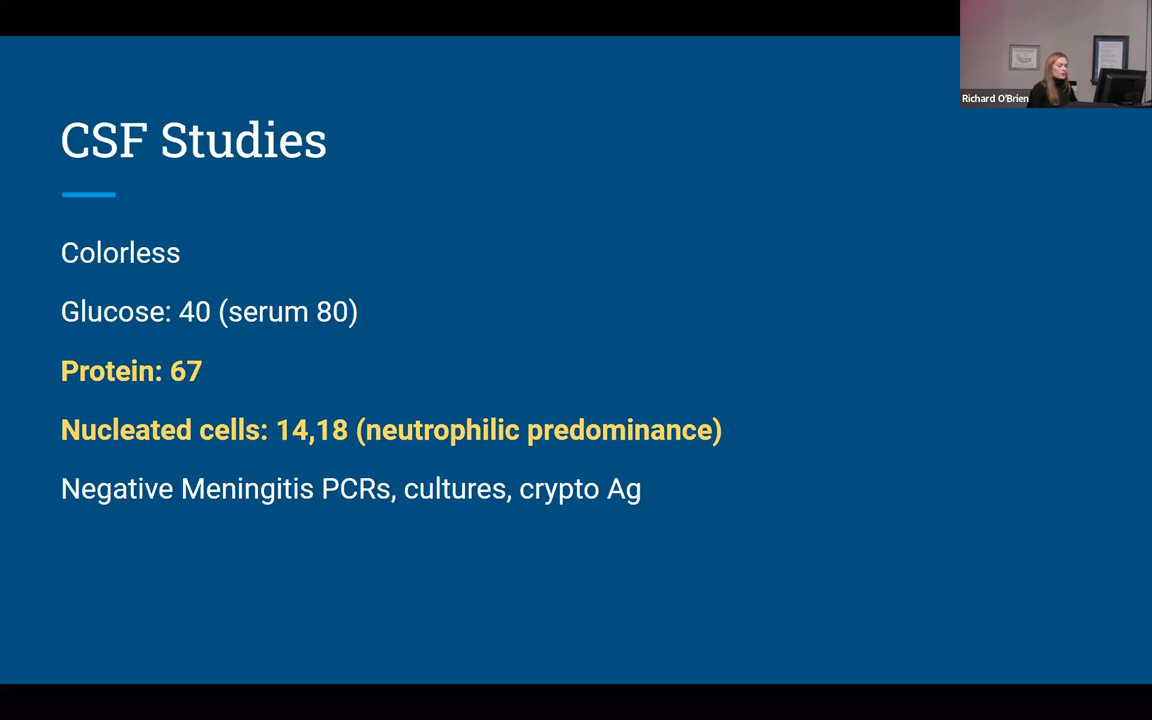 CSF Studies
Colorless
Glucose: 40 (serum 80)
Protein: 67
Nucleated cells: 14,18 (neutrophilic predominance)
Negative Meningitis PCRs, cultures, crypto Ag
Richard O'Brien